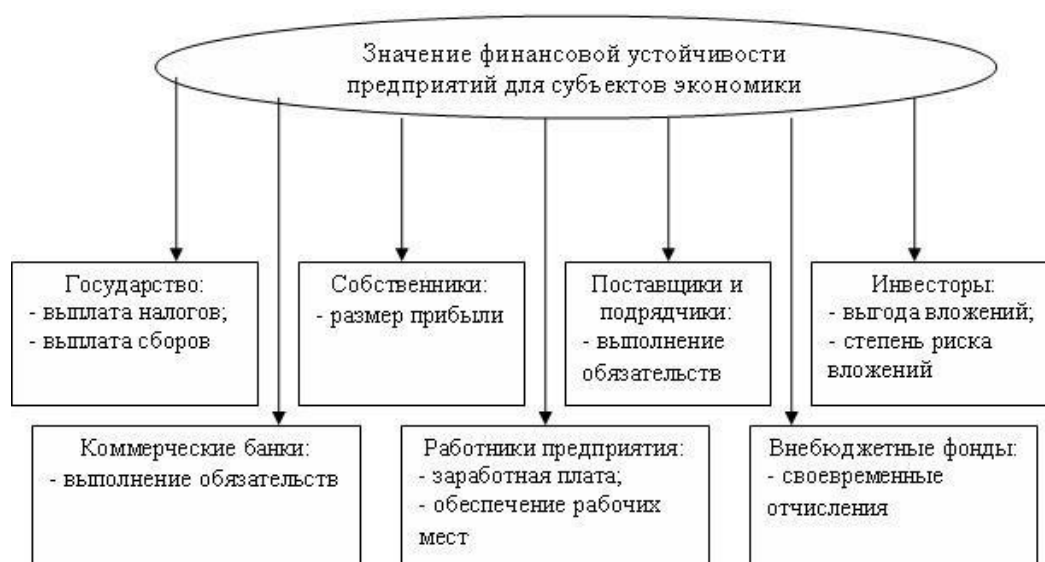 Значение финансовой устойчивости
предприятий для субъектов экономики
Государство:
- выплата налогов;
- выплата сборов
Собственники:
- размер прибыли
Поставщики и
подрядчики:
- выполнение
обязательств
Инвесторы:
- выгода вложений;
- степень риска
вложений
Коммерческие банки:
- выполнение обязательств
Работники предприятия:
- заработная плата;
- обеспечение рабочих
мест
Внебюджетные фонды:
- своевременные
отчисления